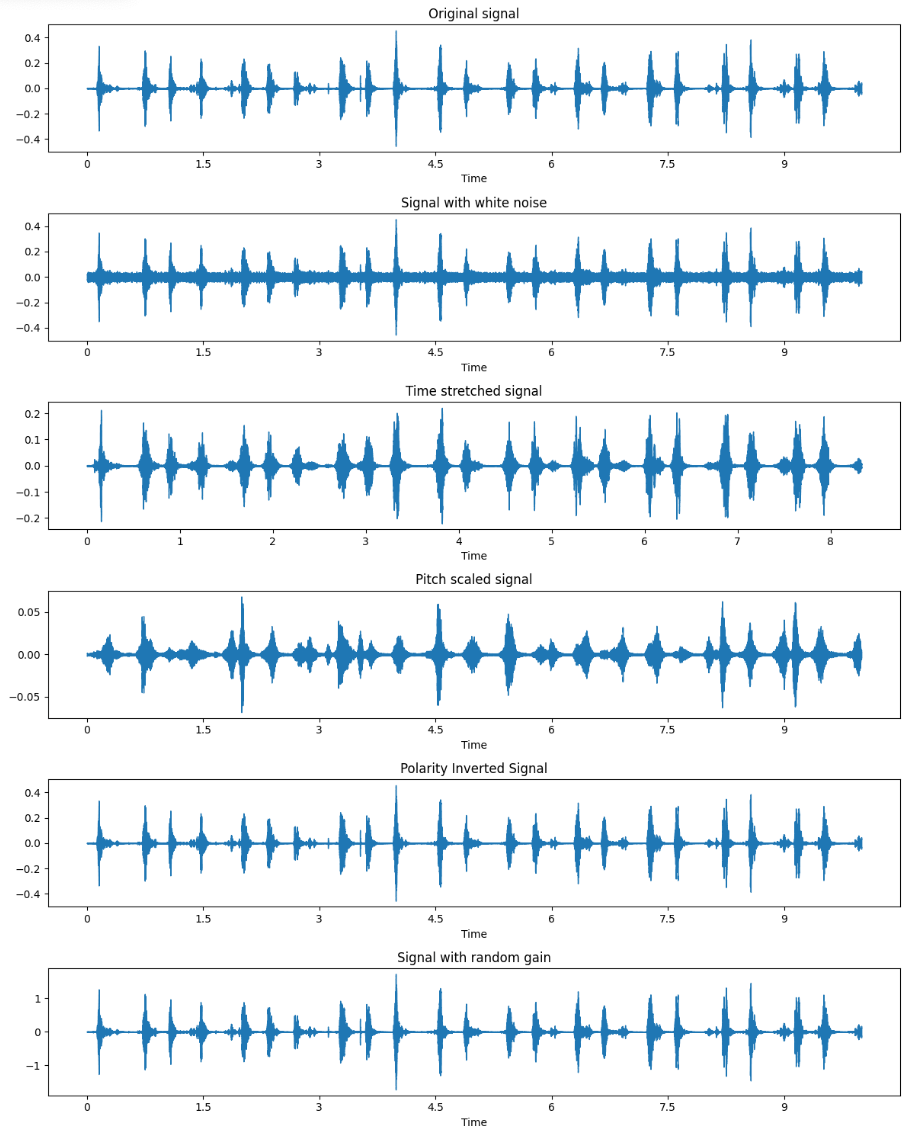 Original signal
0.4
0.2
0.0
−0.2
−0.4
0 1.5 3 4.5 6 7.5 9
Time
Signal with white noise
0.4
0.2
0.0
−0.2
−0.4
0 1.5 3 4.5 6 7.5 9
Time
Time stretched signal
0.2
0.1
0.0
−0.1
−0.2
0 1 2 3 4 5 6 7 8
Time
Pitch scaled signal
0.05
0.00
−0.05
0 1.5 3 4.5 6 7.5 9
Time
Polarity Inverted Signal
0.4
0.2
0.0
−0.2
−0.4
0 1.5 3 4.5 6 7.5 9
Time
Signal with random gain
1
0
−1
0 1.5 3 4.5 6 7.5 9
Time